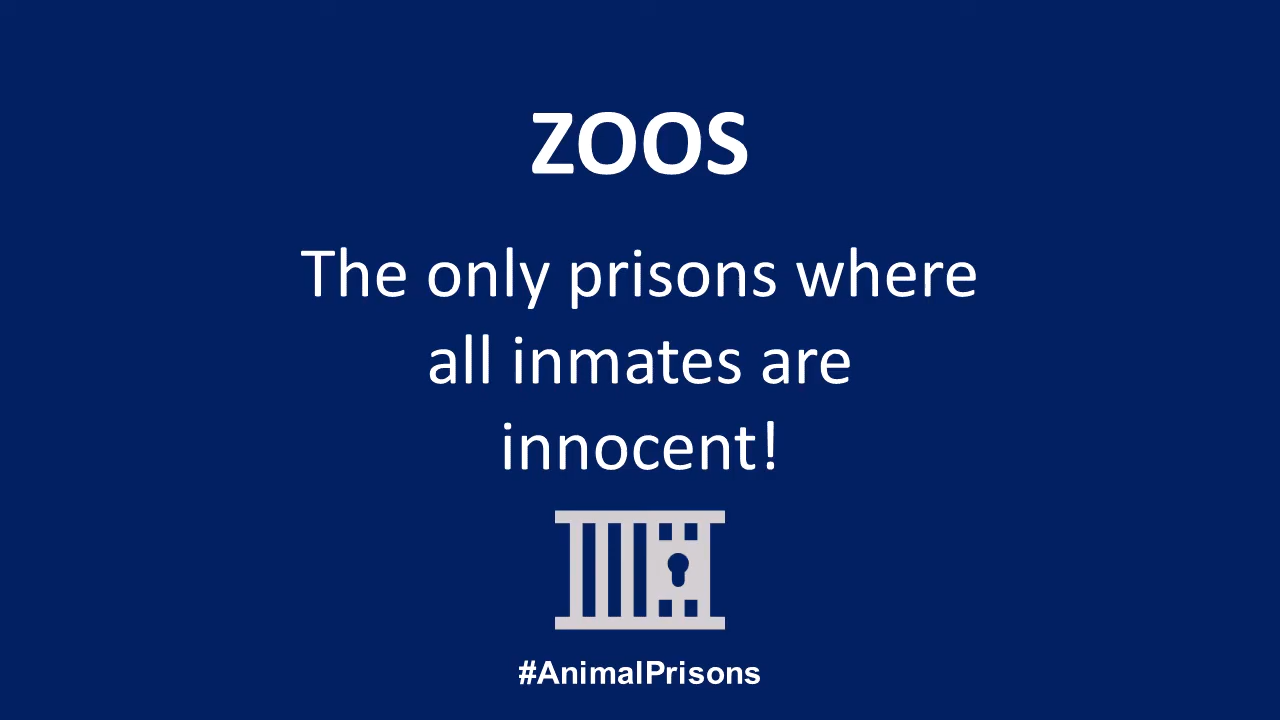 ZOOS
The only prisons where
all inmates are
innocent!
#AnimalPrisons